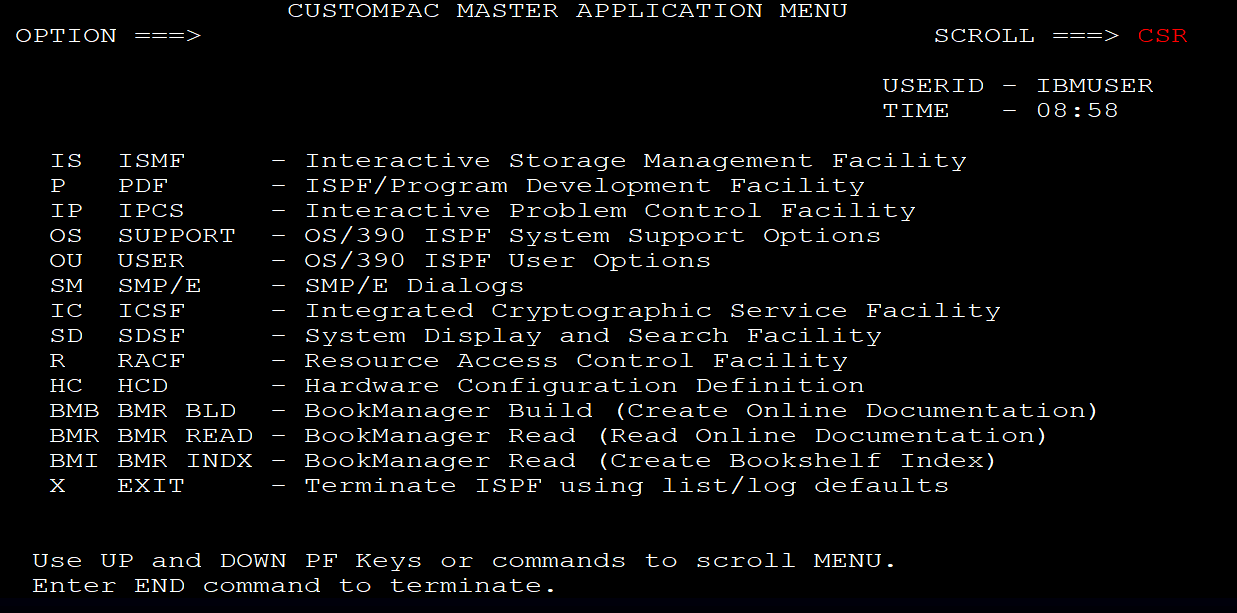 CUSTOMPAC MASTER APPLICATION MENU
OPTION ===> SCROLL ===> CSR
USERID - IBMUSER
TIME - 08:58
IS ISMF - Interactive Storage Management Facility
P PDF - ISPF/Program Development Facility
IP IPCS - Interactive Problem Control Facility
OS SUPPORT - OS/390 ISPF System Support Options
OU USER - OS/390 ISPF User Options
SM SMP/E - SMP/E Dialogs
IC ICSF - Integrated Cryptographic Service Facility
SD SDSF - System Display and Search Facility
R RACF - Resource Access Control Facility
HC HCD - Hardware Configuration Definition
BMB BMR BLD - BookManager Build (Create Online Documentation)
BMR BMR READ - BookManager Read (Read Online Documentation)
BMI BMR INDX - BookManager Read (Create Bookshelf Index)
X EXIT - Terminate ISPF using list/log defaults
Use UP and DOWN PF Keys or commands to scroll MENU.
Enter END command to terminate.